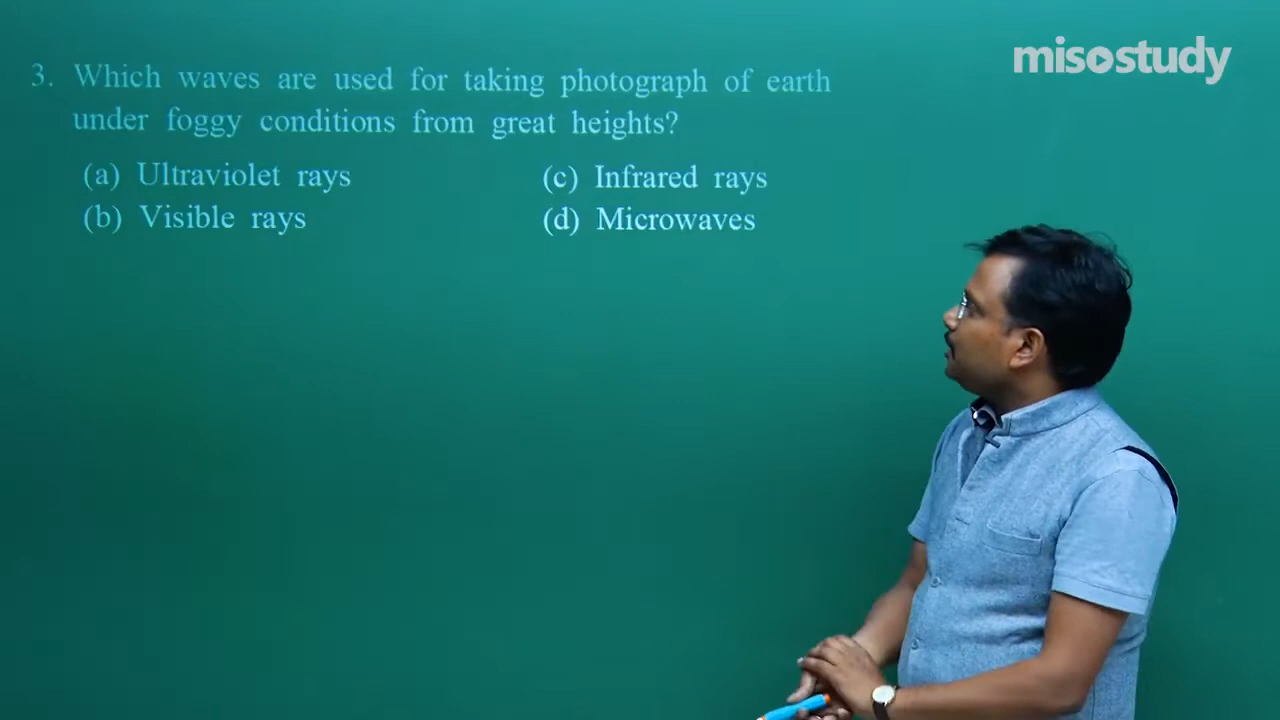 misostudy
3. Which waves are used for taking photograph of earth
under foggy conditions from great heights?
(a) Ultraviolet rays (c) Infrared rays
(b) Visible rays (d) Microwaves